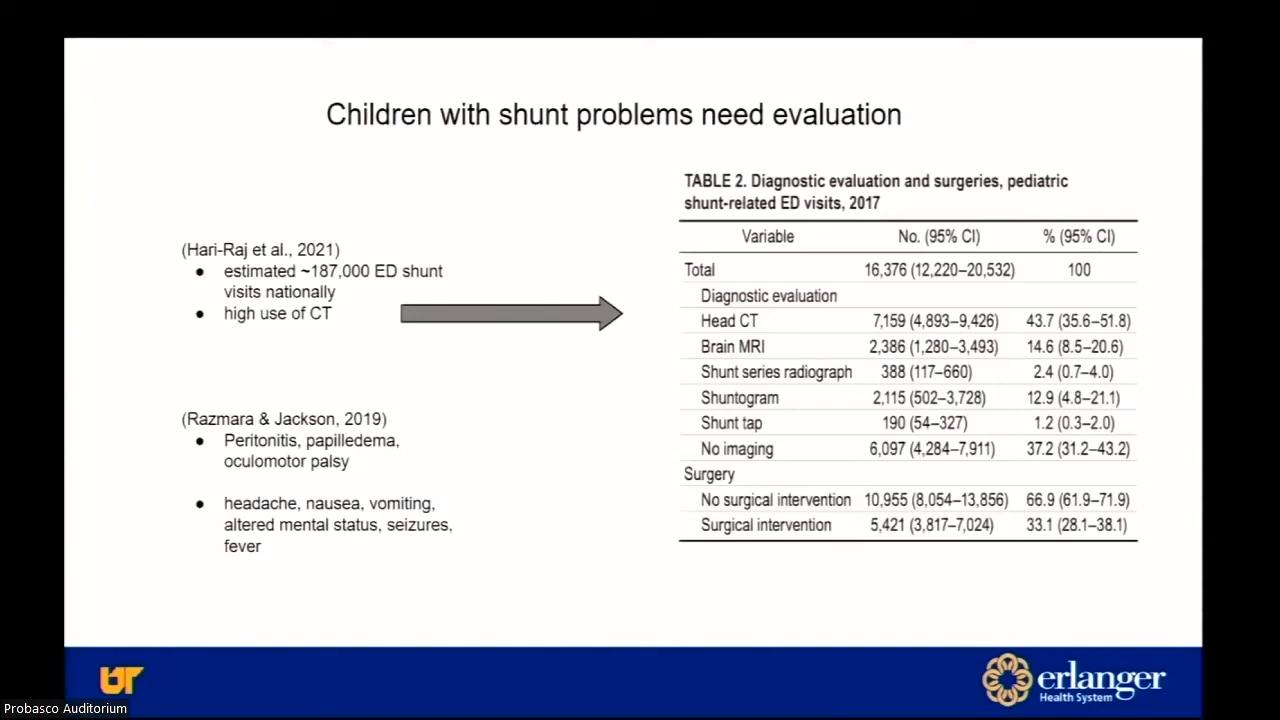 Children with shunt problems need evaluation
(Hari-Raj et al., 2021)
● estimated ~187,000 ED shunt
visits nationally
● high use of CT
(Razmara & Jackson, 2019)
● Peritonitis, papilledema,
oculomotor palsy
● headache, nausea, vomiting,
altered mental status, seizures,
fever
TABLE 2. Diagnostic evaluation and surgeries, pediatric
shunt-related ED visits, 2017
Variable No. (95% CI) % (95% CI)
Total 16,376 (12,220–20,532) 100
Diagnostic evaluation
Head CT 7,159 (4,893–9,426) 43.7 (35.6–51.8)
Brain MRI 2,386 (1,280–3,493) 14.6 (8.5–20.6)
Shunt series radiograph 388 (117–660) 2.4 (0.7–4.0)
Shuntogram 2,115 (502–3,728) 12.9 (4.8–21.1)
Shunt tap 190 (54–327) 1.2 (0.3–2.0)
No imaging 6,097 (4,284–7,911) 37.2 (31.2–43.2)
Surgery
No surgical intervention 10,955 (8,054–13,856) 66.9 (61.9–71.9)
Surgical intervention 5,421 (3,817–7,024) 33.1 (28.1–38.1)
UT
erlanger
Health System
Probasco Auditorium